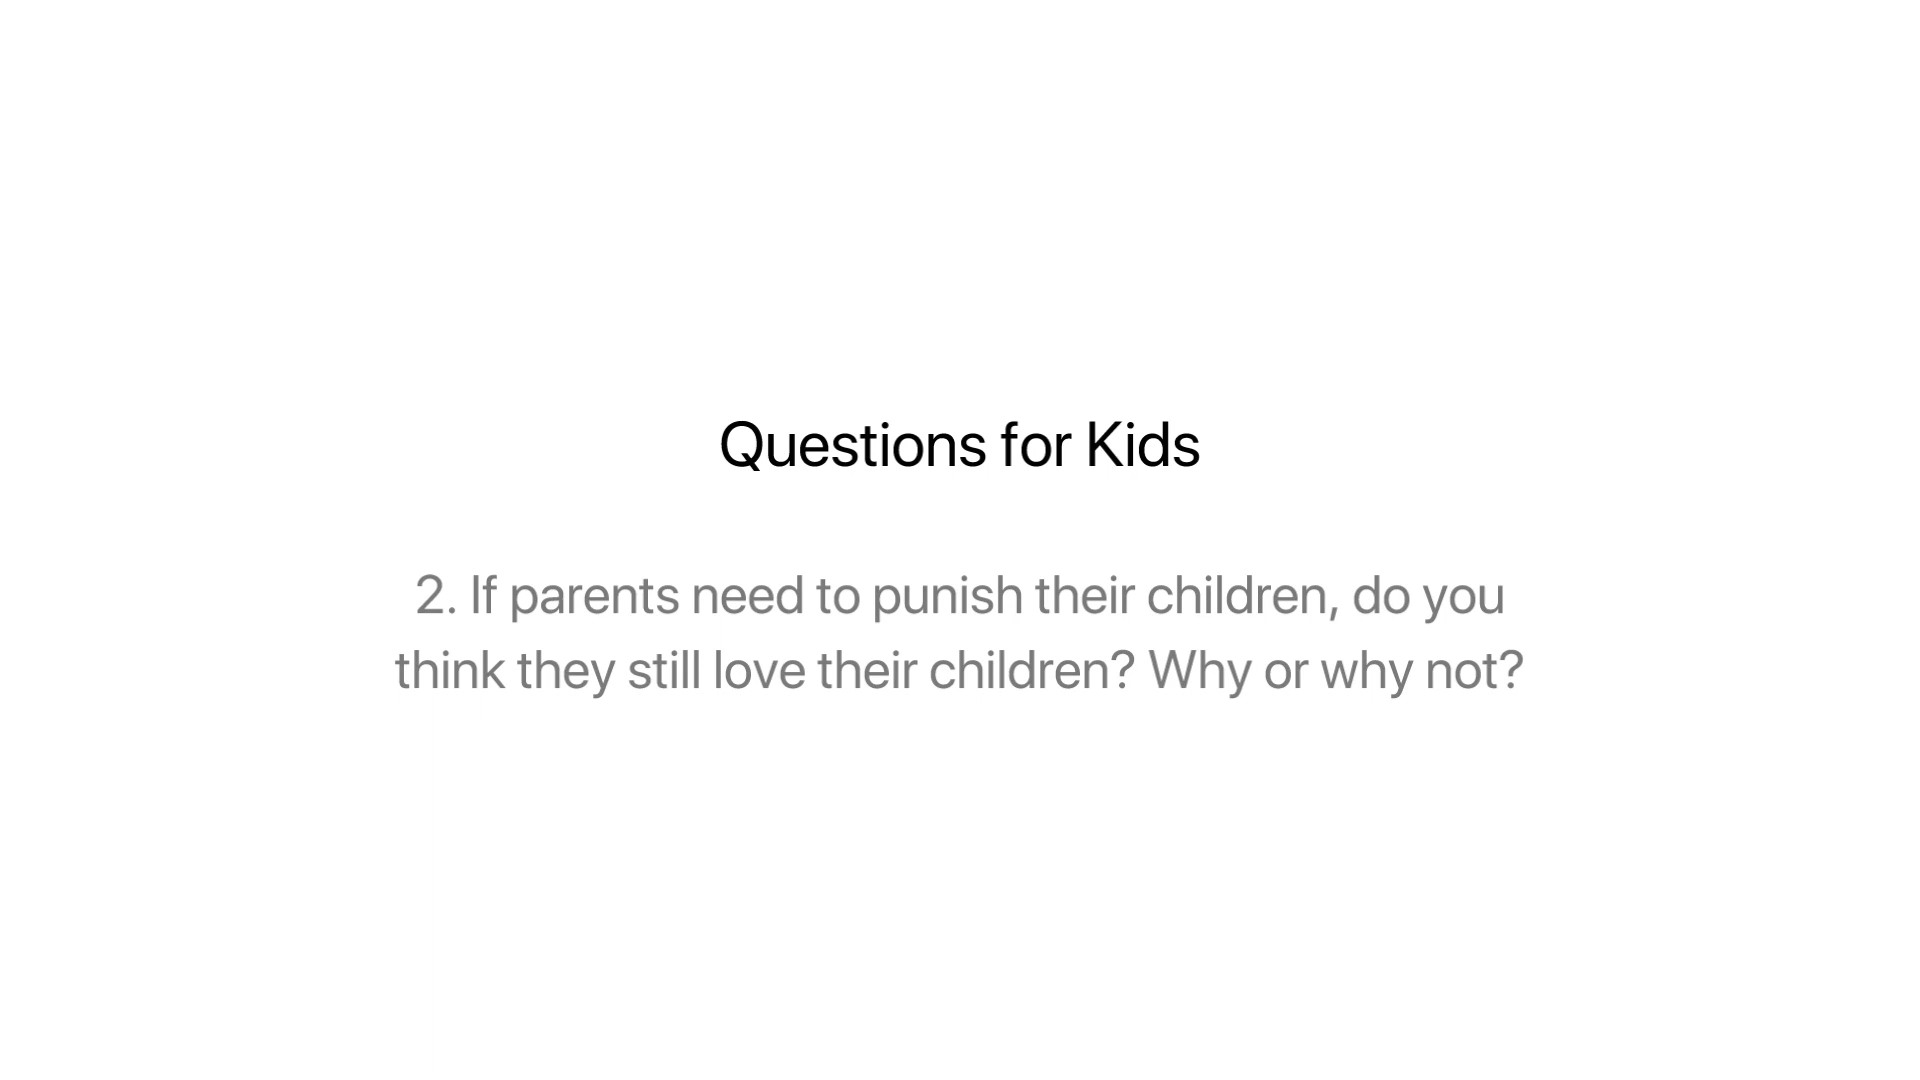 Questions for Kids
2. If parents need to punish their children, do you
think they still love their children? Why or why not?